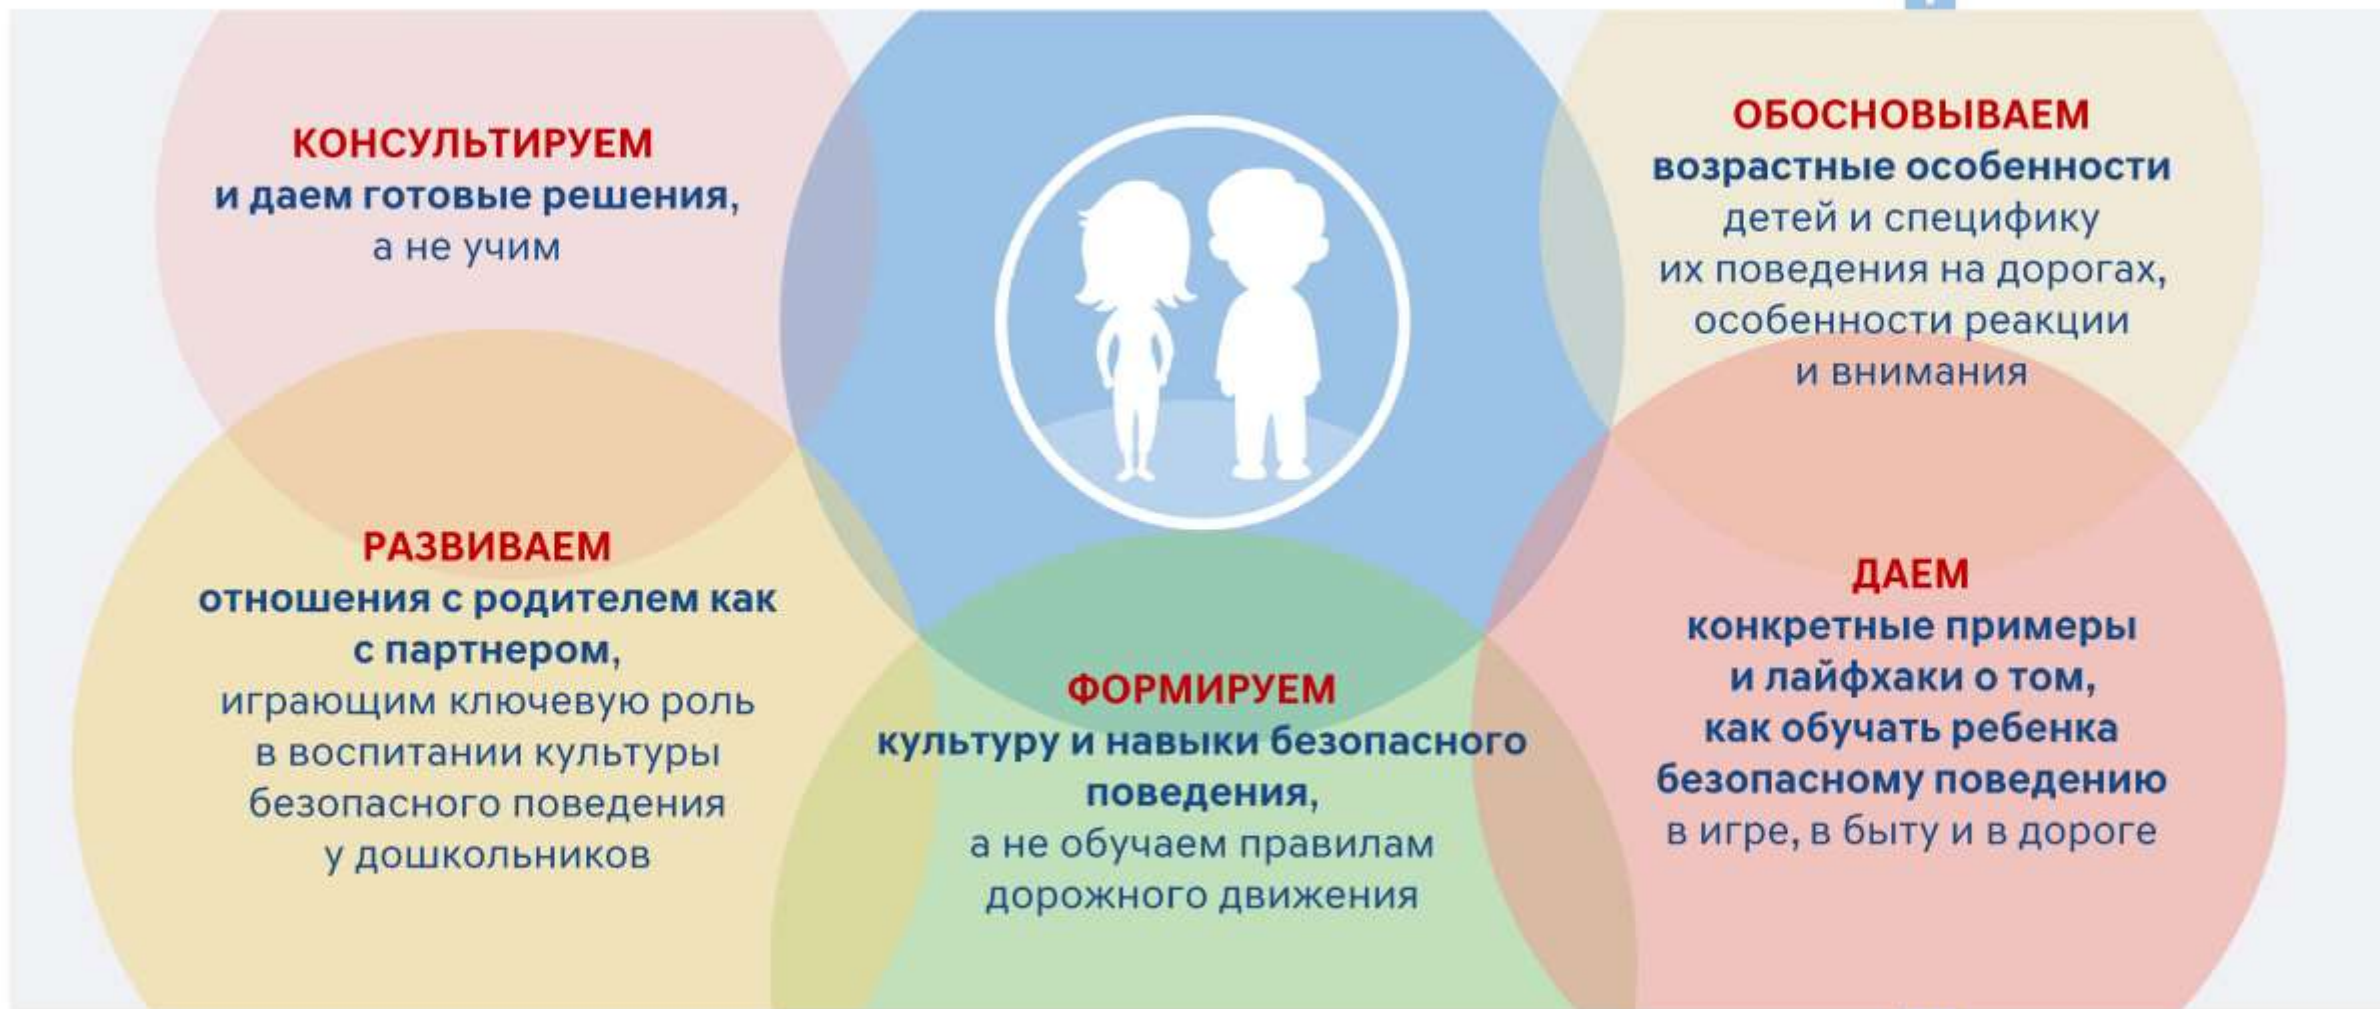 КОНСУЛЬТИРУЕМ
и даем готовые решения,
а не учим
ОБОСНОВЫВАЕМ
возрастные особенности
детей и специфику
их поведения на дорогах,
особенности реакции
и внимания
РАЗВИВАЕМ
отношения с родителем как
с партнером,
играющим ключевую роль
в воспитании культуры
безопасного поведения
у дошкольников
ФОРМИРУЕМ
культуру и навыки безопасного
поведения,
а не обучаем правилам
дорожного движения
ДАЕМ
конкретные примеры
и лайфхаки о том,
как обучать ребенка
безопасному поведению
в игре, в быту и в дороге